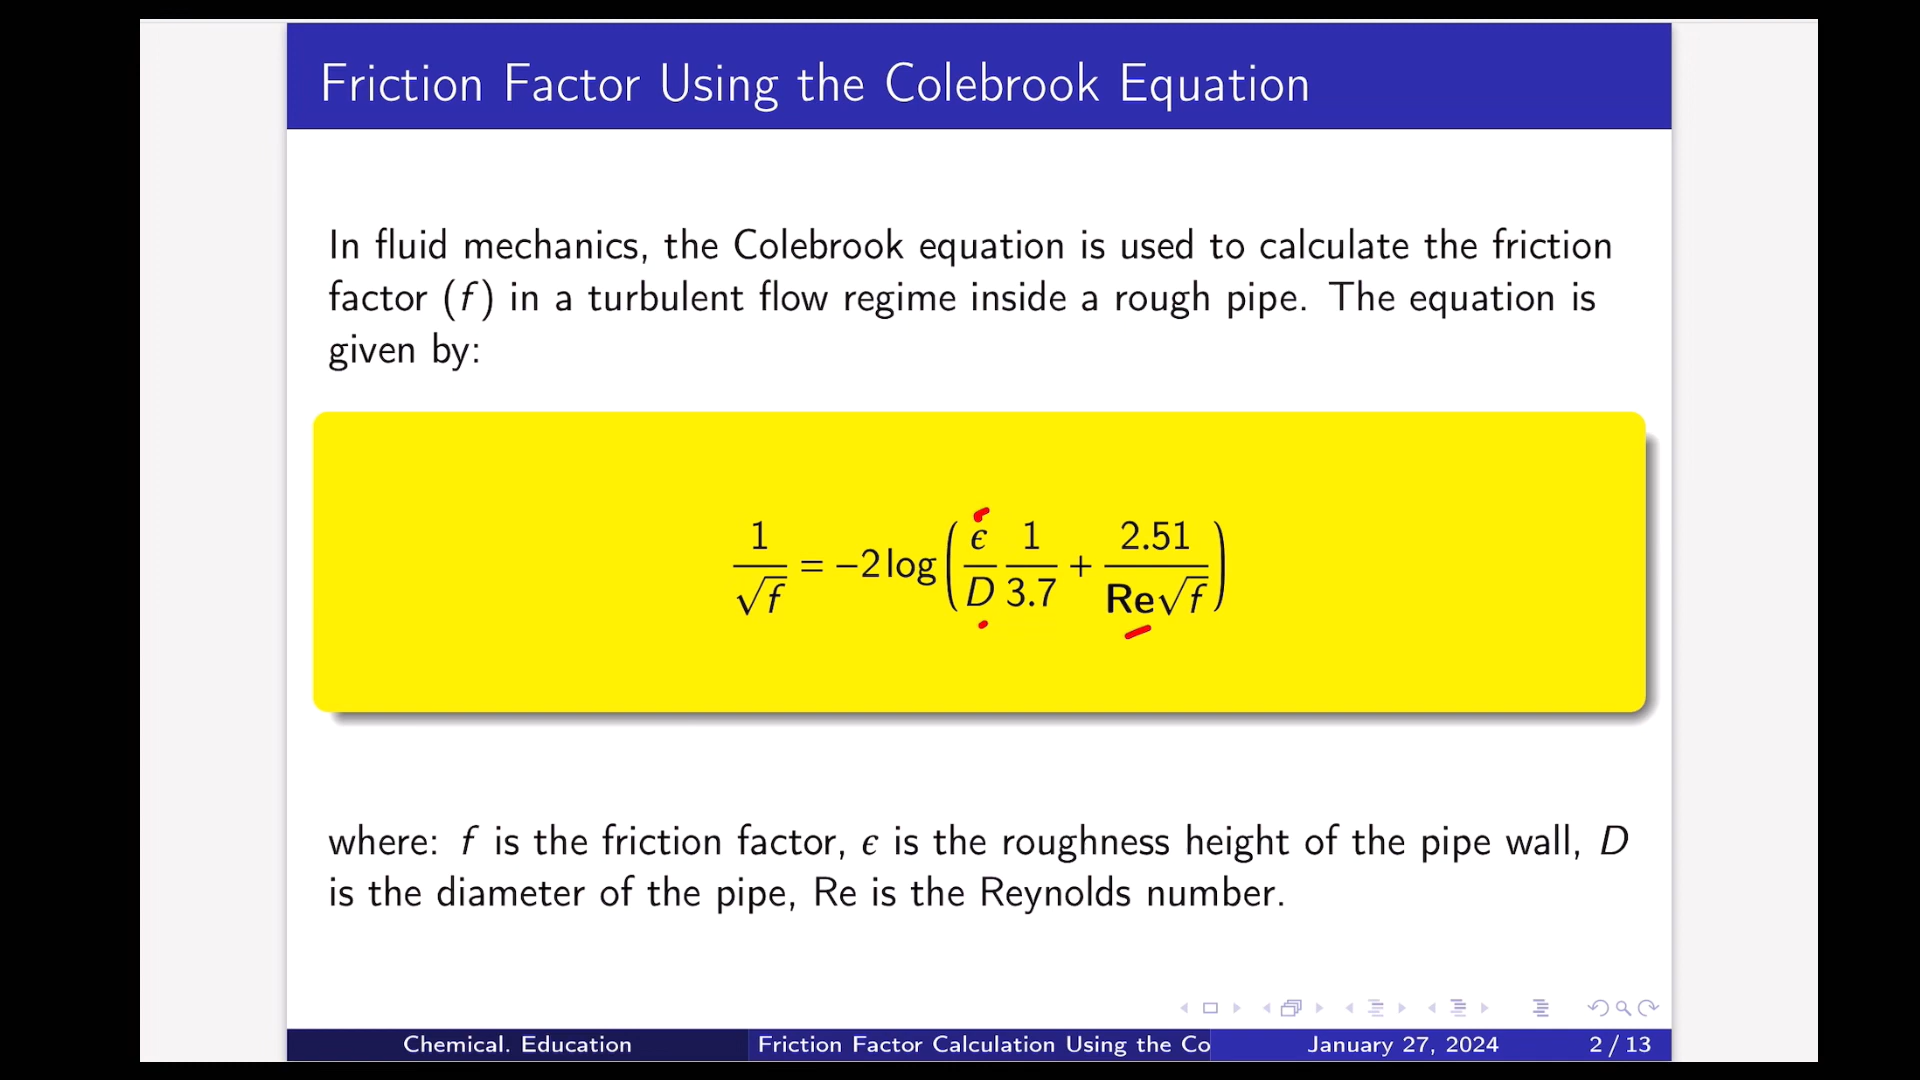 Friction Factor Using the Colebrook Equation
In fluid mechanics, the Colebrook equation is used to calculate the friction
factor (f) in a turbulent flow regime inside a rough pipe. The equation is
given by:
1/√f = −2 log(ϵ/D 1/3.7 + 2.51/Re√f)
where: f is the friction factor, ϵ is the roughness height of the pipe wall, D
is the diameter of the pipe, Re is the Reynolds number.
Chemical. Education Friction Factor Calculation Using the Co January 27, 2024 2 / 13